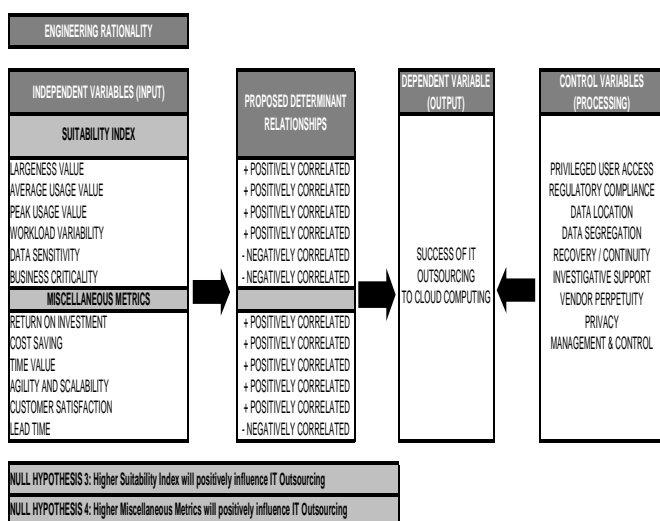 ENGINEERING RATIONALITY
INDEPENDENT VARIABLES (INPUT)
SUITABILITY INDEX
LARGENESS VALUE
AVERAGE USAGE VALUE
PEAK USAGE VALUE
WORKLOAD VARIABILITY
DATA SENSITIVITY
BUSINESS CRITICALITY
MISCELLANEOUS METRICS
RETURN ON INVESTMENT
COST SAVING
TIME VALUE
AGILITY AND SCALABILITY
CUSTOMER SATISFACTION
LEAD TIME
PROPOSED DETERMINANT
RELATIONSHIPS
+ POSITIVELY CORRELATED
+ POSITIVELY CORRELATED
+ POSITIVELY CORRELATED
+ POSITIVELY CORRELATED
- NEGATIVELY CORRELATED
- NEGATIVELY CORRELATED
+ POSITIVELY CORRELATED
+ POSITIVELY CORRELATED
+ POSITIVELY CORRELATED
+ POSITIVELY CORRELATED
+ POSITIVELY CORRELATED
- NEGATIVELY CORRELATED
DEPENDENT VARIABLE
(OUTPUT)
SUCCESS OF IT
OUTSOURCING
TO CLOUD COMPUTING
CONTROL VARIABLES
(PROCESSING)
PRIVILEGED USER ACCESS
REGULATORY COMPLIANCE
DATA LOCATION
DATA SEGREGATION
RECOVERY / CONTINUITY
INVESTIGATIVE SUPPORT
VENDOR PERPETUITY
PRIVACY
MANAGEMENT & CONTROL
NULL HYPOTHESIS 3: Higher Suitability Index will positively influence IT Outsourcing
NULL HYPOTHESIS 4: Higher Miscellaneous Metrics will positively influence IT Outsourcing